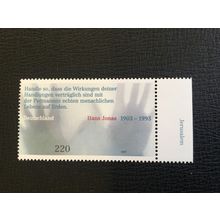 Handle so, dass die Wirkungen deiner
Handlungen verträglich sind mit
der Permanenz echten menschlichen
Lebens auf Erden.
Deutschland Hans Jonas 1903 – 1993
220
Jerusalem